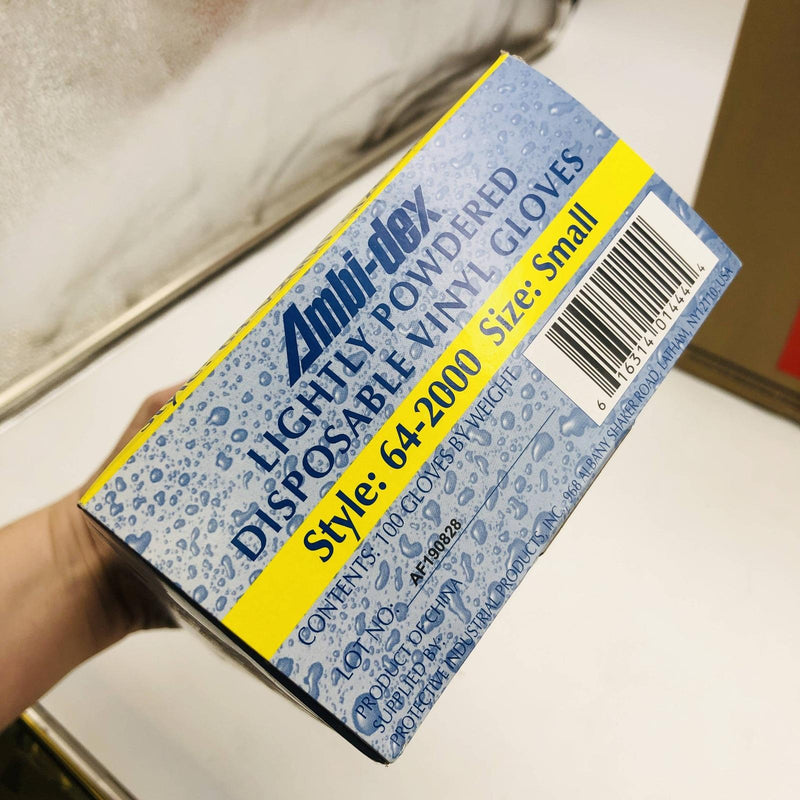 Ambi-dex
LIGHTLY POWDERED
DISPOSABLE VINYL GLOVES
Style: 64-2000 Size: Small
CONTENTS: 100 GLOVES BY WEIGHT
LOT NO. AF190828
PRODUCT OF CHINA
SUPPLIED BY:
PROTECTIVE INDUSTRIAL PRODUCTS, INC., 968 ALBANY SHAKER ROAD, LATHAM, NY 12110, USA
6 16314 01444 4